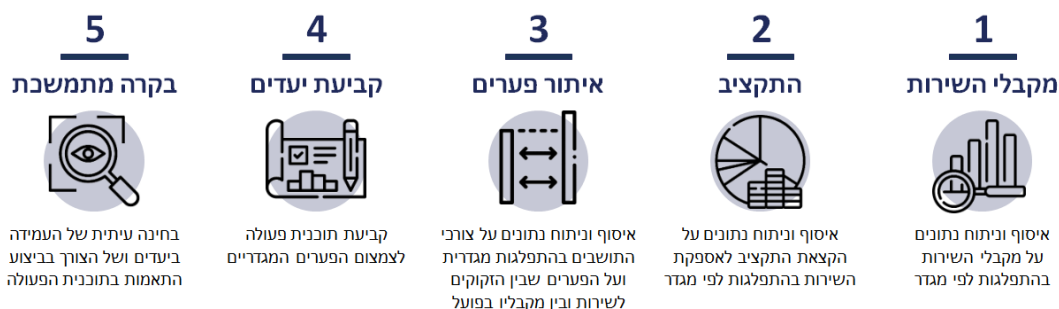 1
מקבלי השירות
איסוף וניתוח נתונים
על מקבלי השירות
בהתפלגות לפי מגדר
2
התקציב
איסוף וניתוח נתונים על
הקצאת התקציב לאספקת
השירות בהתפלגות לפי מגדר
3
איתור פערים
איסוף וניתוח נתונים על צורכי
התושבים בהתפלגות מגדרית
ועל הפערים שבין הזקוקים
לשירות ובין מקבליו בפועל
4
קביעת יעדים
קביעת תוכנית פעולה
לצמצום הפערים המגדריים
5
בקרה מתמשכת
בחינה עיתית של העמידה
ביעדים ושל הצורך בביצוע
התאמות בתוכנית הפעולה